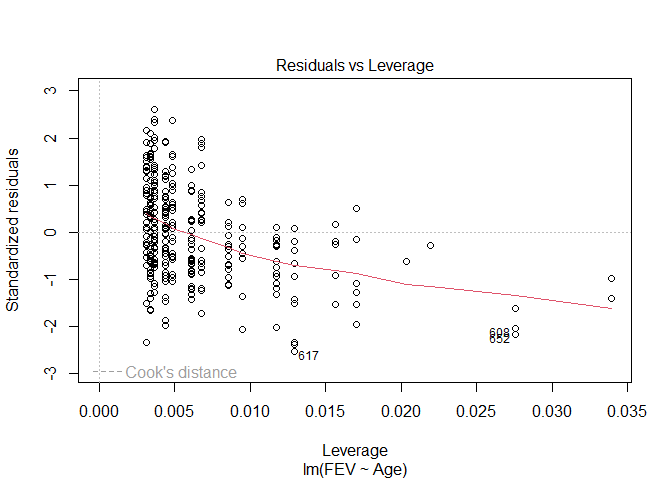 Residuals vs Leverage
Standardized residuals
3
2
1
0
-1
-2
-3
608
652
617
Cook's distance
0.000 0.005 0.010 0.015 0.020 0.025 0.030 0.035
Leverage
lm(FEV ~ Age)